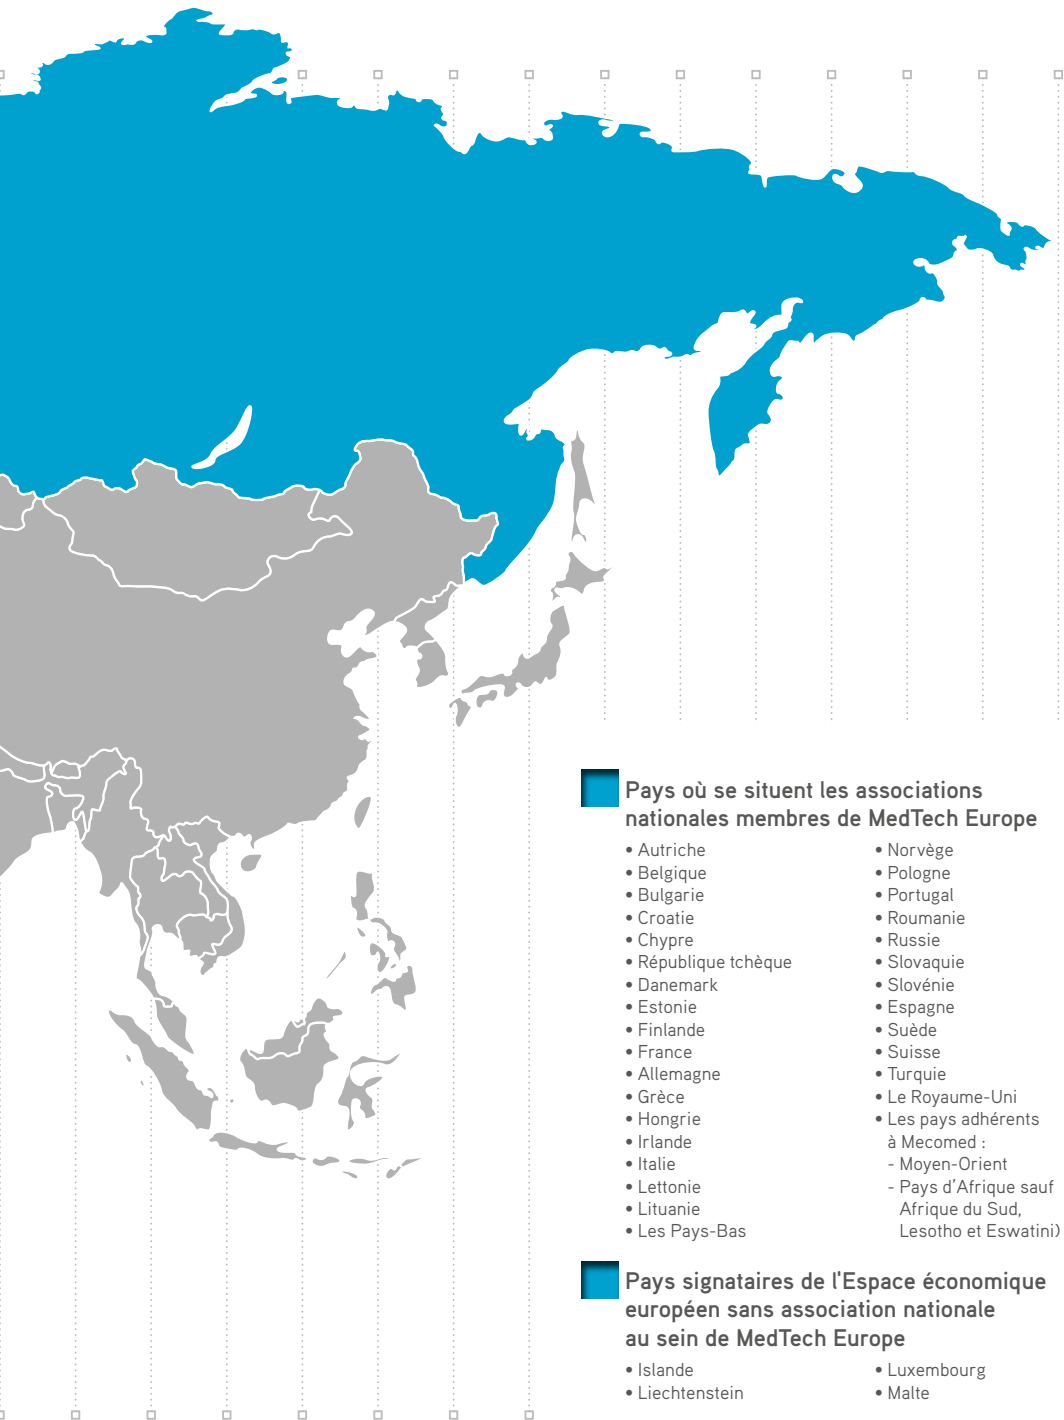 Pays où se situent les associations
nationales membres de MedTech Europe
• Autriche
• Belgique
• Bulgarie
• Croatie
• Chypre
• République tchèque
• Danemark
• Estonie
• Finlande
• France
• Allemagne
• Grèce
• Hongrie
• Irlande
• Italie
• Lettonie
• Lituanie
• Les Pays-Bas
• Norvège
• Pologne
• Portugal
• Roumanie
• Russie
• Slovaquie
• Slovénie
• Espagne
• Suède
• Suisse
• Turquie
• Le Royaume-Uni
• Les pays adhérents
à Mecomed :
- Moyen-Orient
- Pays d’Afrique sauf
Afrique du Sud,
Lesotho et Eswatini)
Pays signataires de l'Espace économique
européen sans association nationale
au sein de MedTech Europe
• Islande
• Liechtenstein
• Luxembourg
• Malte